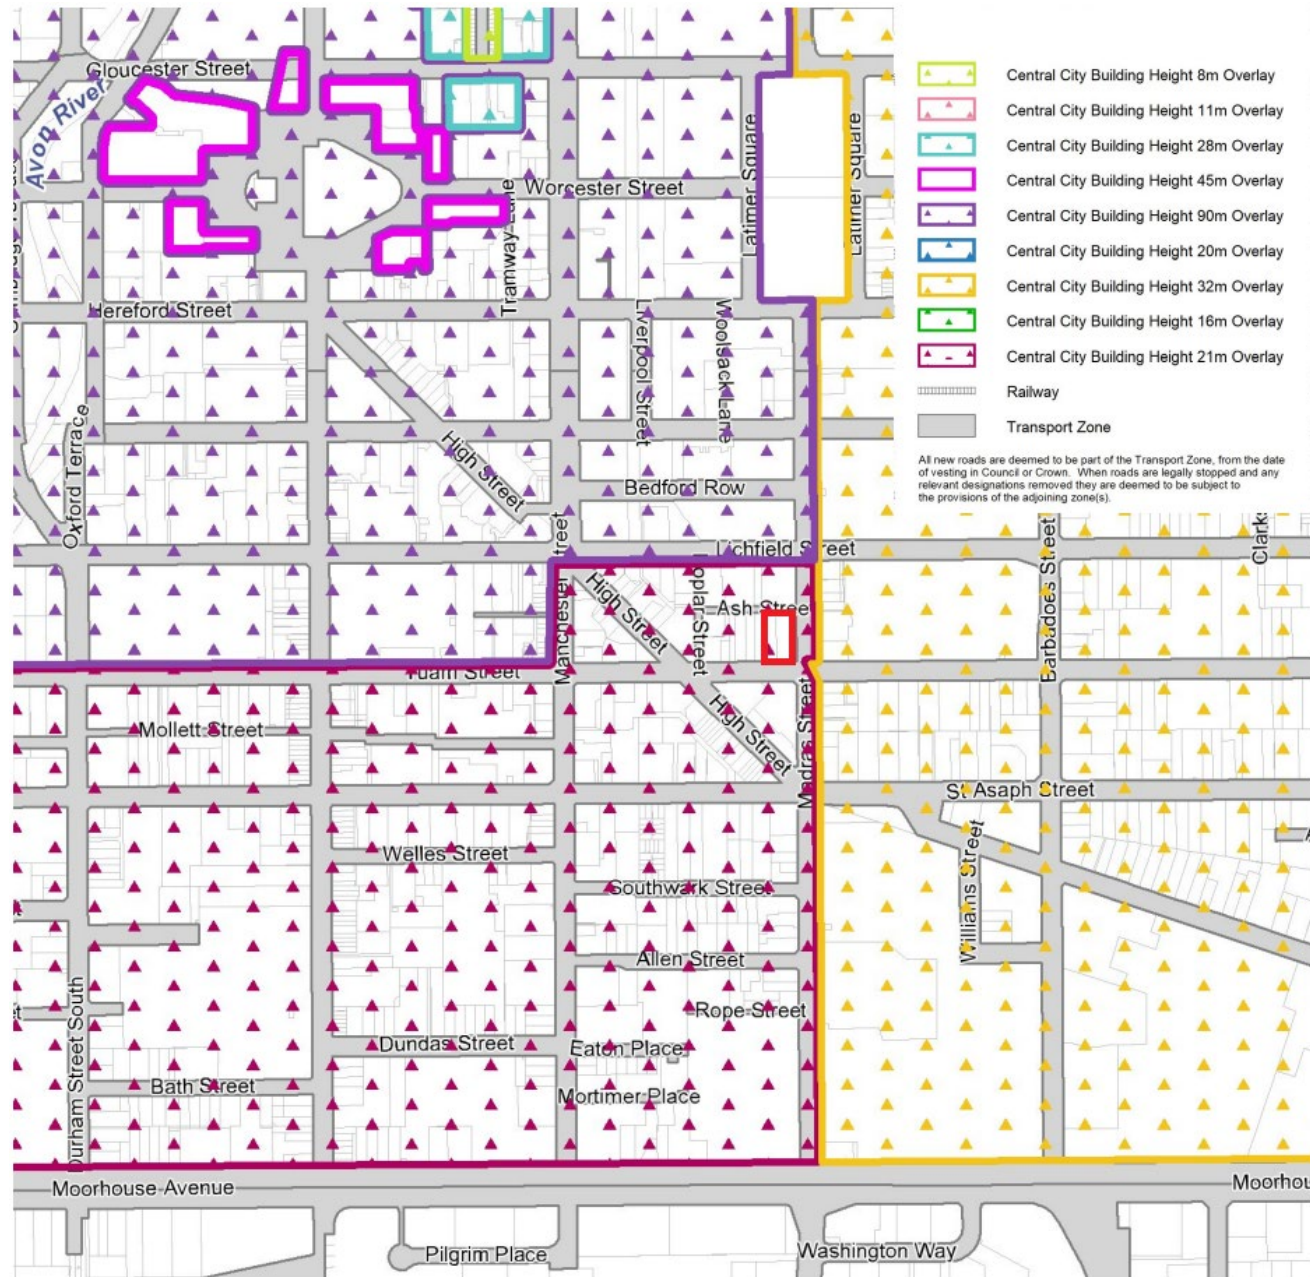 Gloucester Street
Avon River
Latimer Square
Latimer Square
Worcester Street
Tramway Lane
Hereford Street
Liverpool Street
Woolsack Lane
Oxford Terrace
High Street
Bedford Row
Lichfield Street
Manchester Street
High Street
Poplar Street
Ash Street
Barbadoes Street
Clarks
Tuam Street
Mollett Street
High Street
Madras Street
St Asaph Street
Welles Street
Williams Street
Southwark Street
Allen Street
Rope Street
Durham Street South
Dundas Street
Eaton Place
Bath Street
Mortimer Place
Moorhouse Avenue
Moorhou
Pilgrim Place
Washington Way
Central City Building Height 8m Overlay
Central City Building Height 11m Overlay
Central City Building Height 28m Overlay
Central City Building Height 45m Overlay
Central City Building Height 90m Overlay
Central City Building Height 20m Overlay
Central City Building Height 32m Overlay
Central City Building Height 16m Overlay
Central City Building Height 21m Overlay
Railway
Transport Zone
All new roads are deemed to be part of the Transport Zone, from the date
of vesting in Council or Crown. When roads are legally stopped and any
relevant designations removed they are deemed to be subject to
the provisions of the adjoining zone(s).